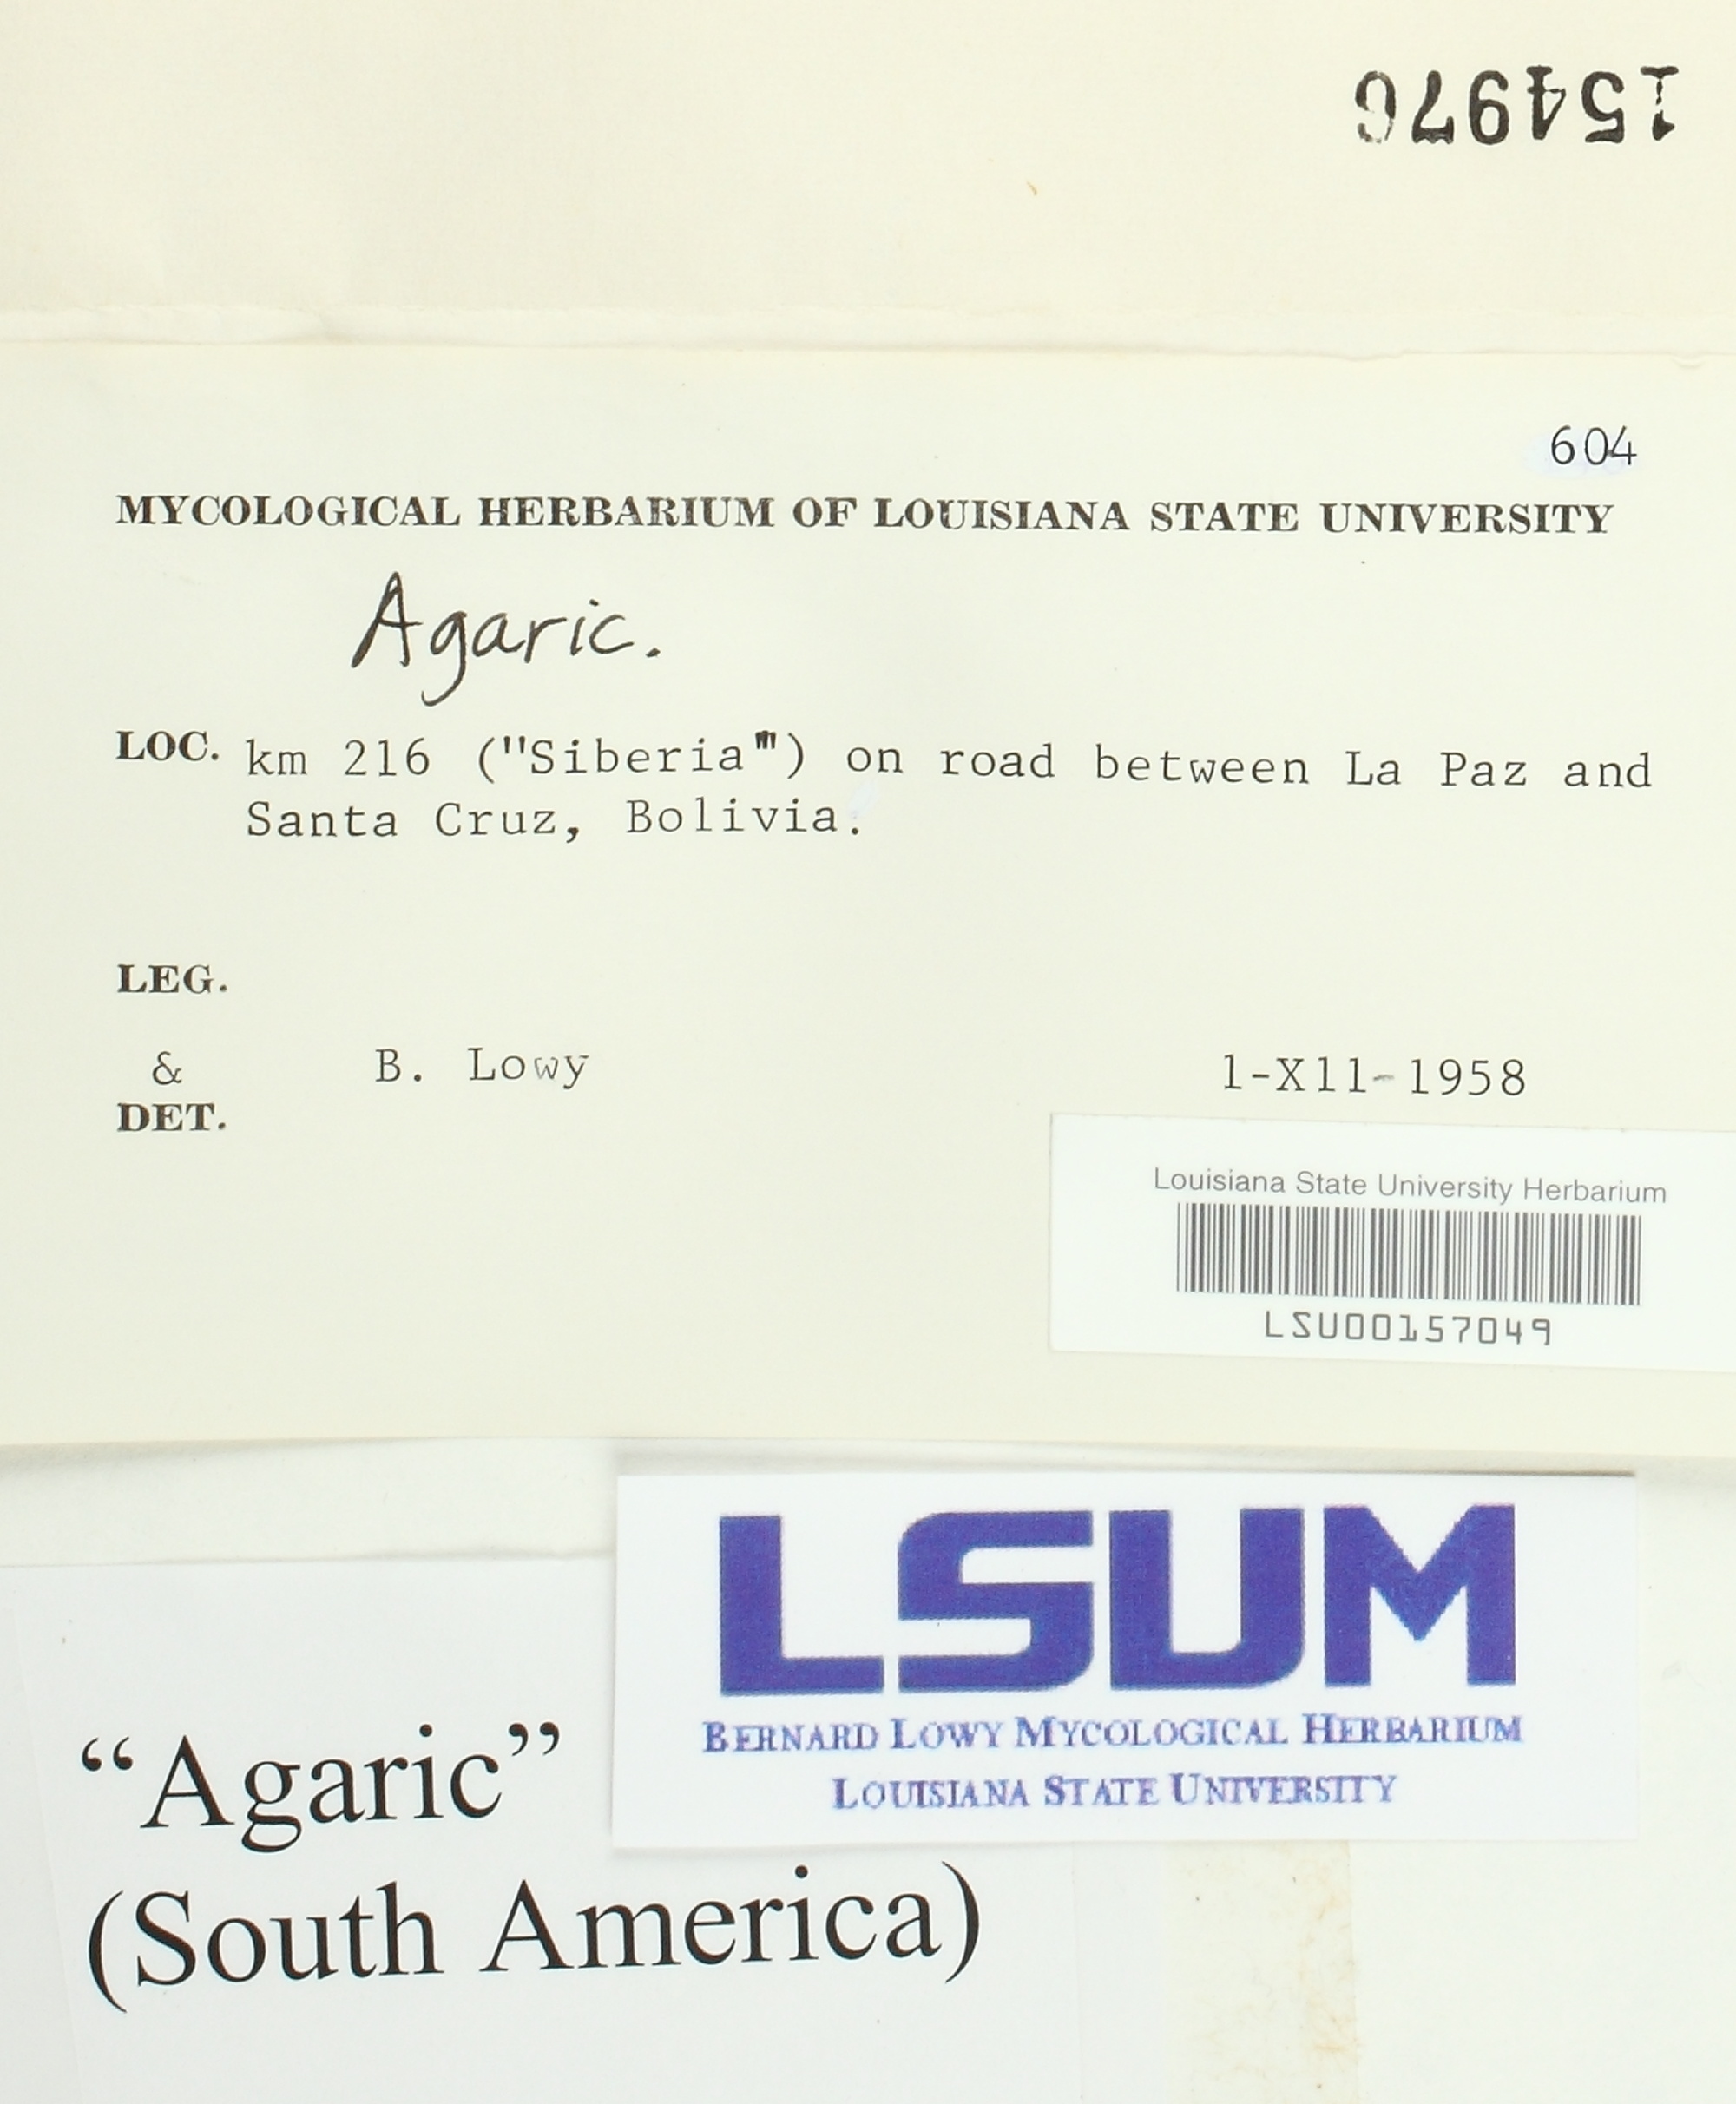 604
MYCOLOGICAL HERBARIUM OF LOUISIANA STATE UNIVERSITY
Agaric.
LOC. km 216 ("Siberia") on road between La Paz and
Santa Cruz, Bolivia.
LEG.
& B. Lowy 1-X11-1958
DET.
Louisiana State University Herbarium
LSU00157049
LSUM
BERNARD LOWY MYCOLOGICAL HERBARIUM
LOUISIANA STATE UNIVERSITY
“Agaric”
(South America)